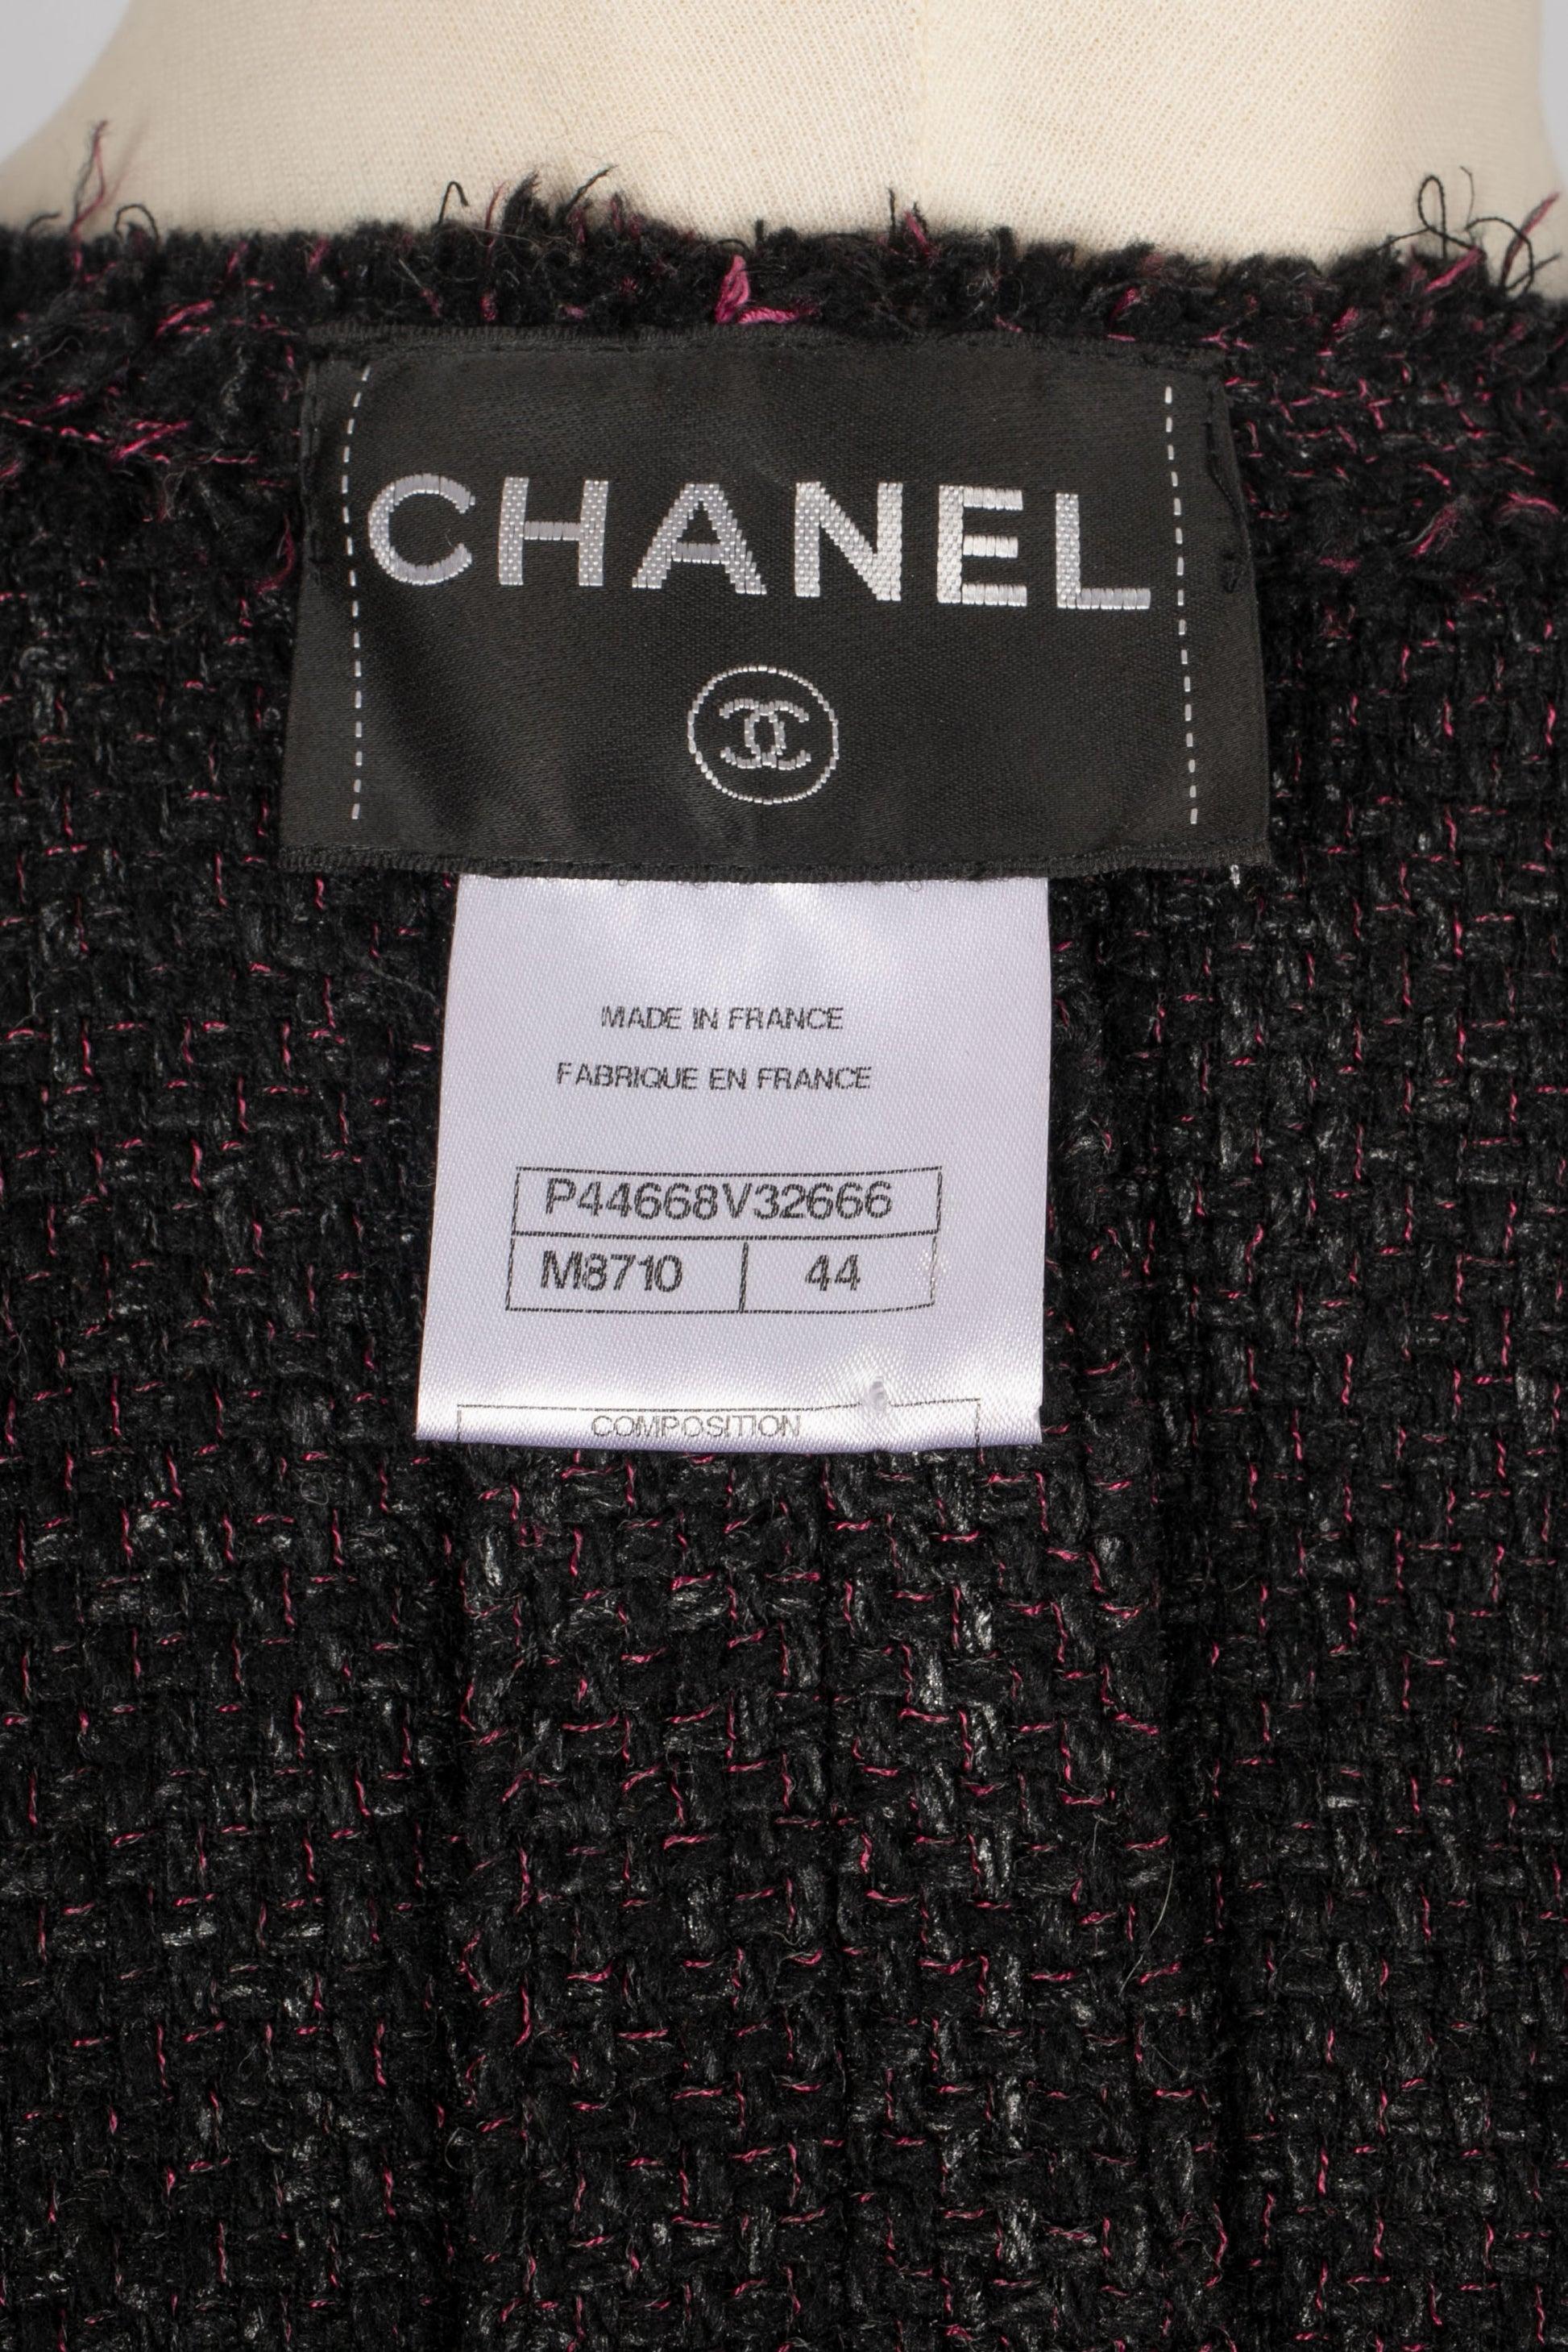 CHANEL
MADE IN FRANCE
FABRIQUE EN FRANCE
P44668V32666
M8710 44
COMPOSITION